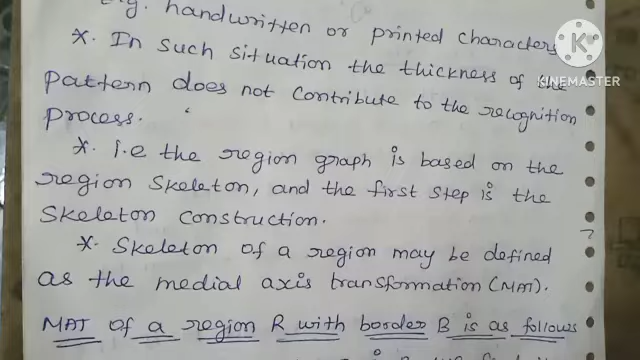 e.g. handwritten or printed characters
*. In such situation the thickness of the
pattern does not contribute to the recognition
process.
*. i.e the region graph is based on the
region skeleton, and the first step is the
skeleton construction.
*. Skeleton of a region may be defined
as the medial axis transformation (MAT).
MAT of a region R with border B is as follows
K
KINEMASTER